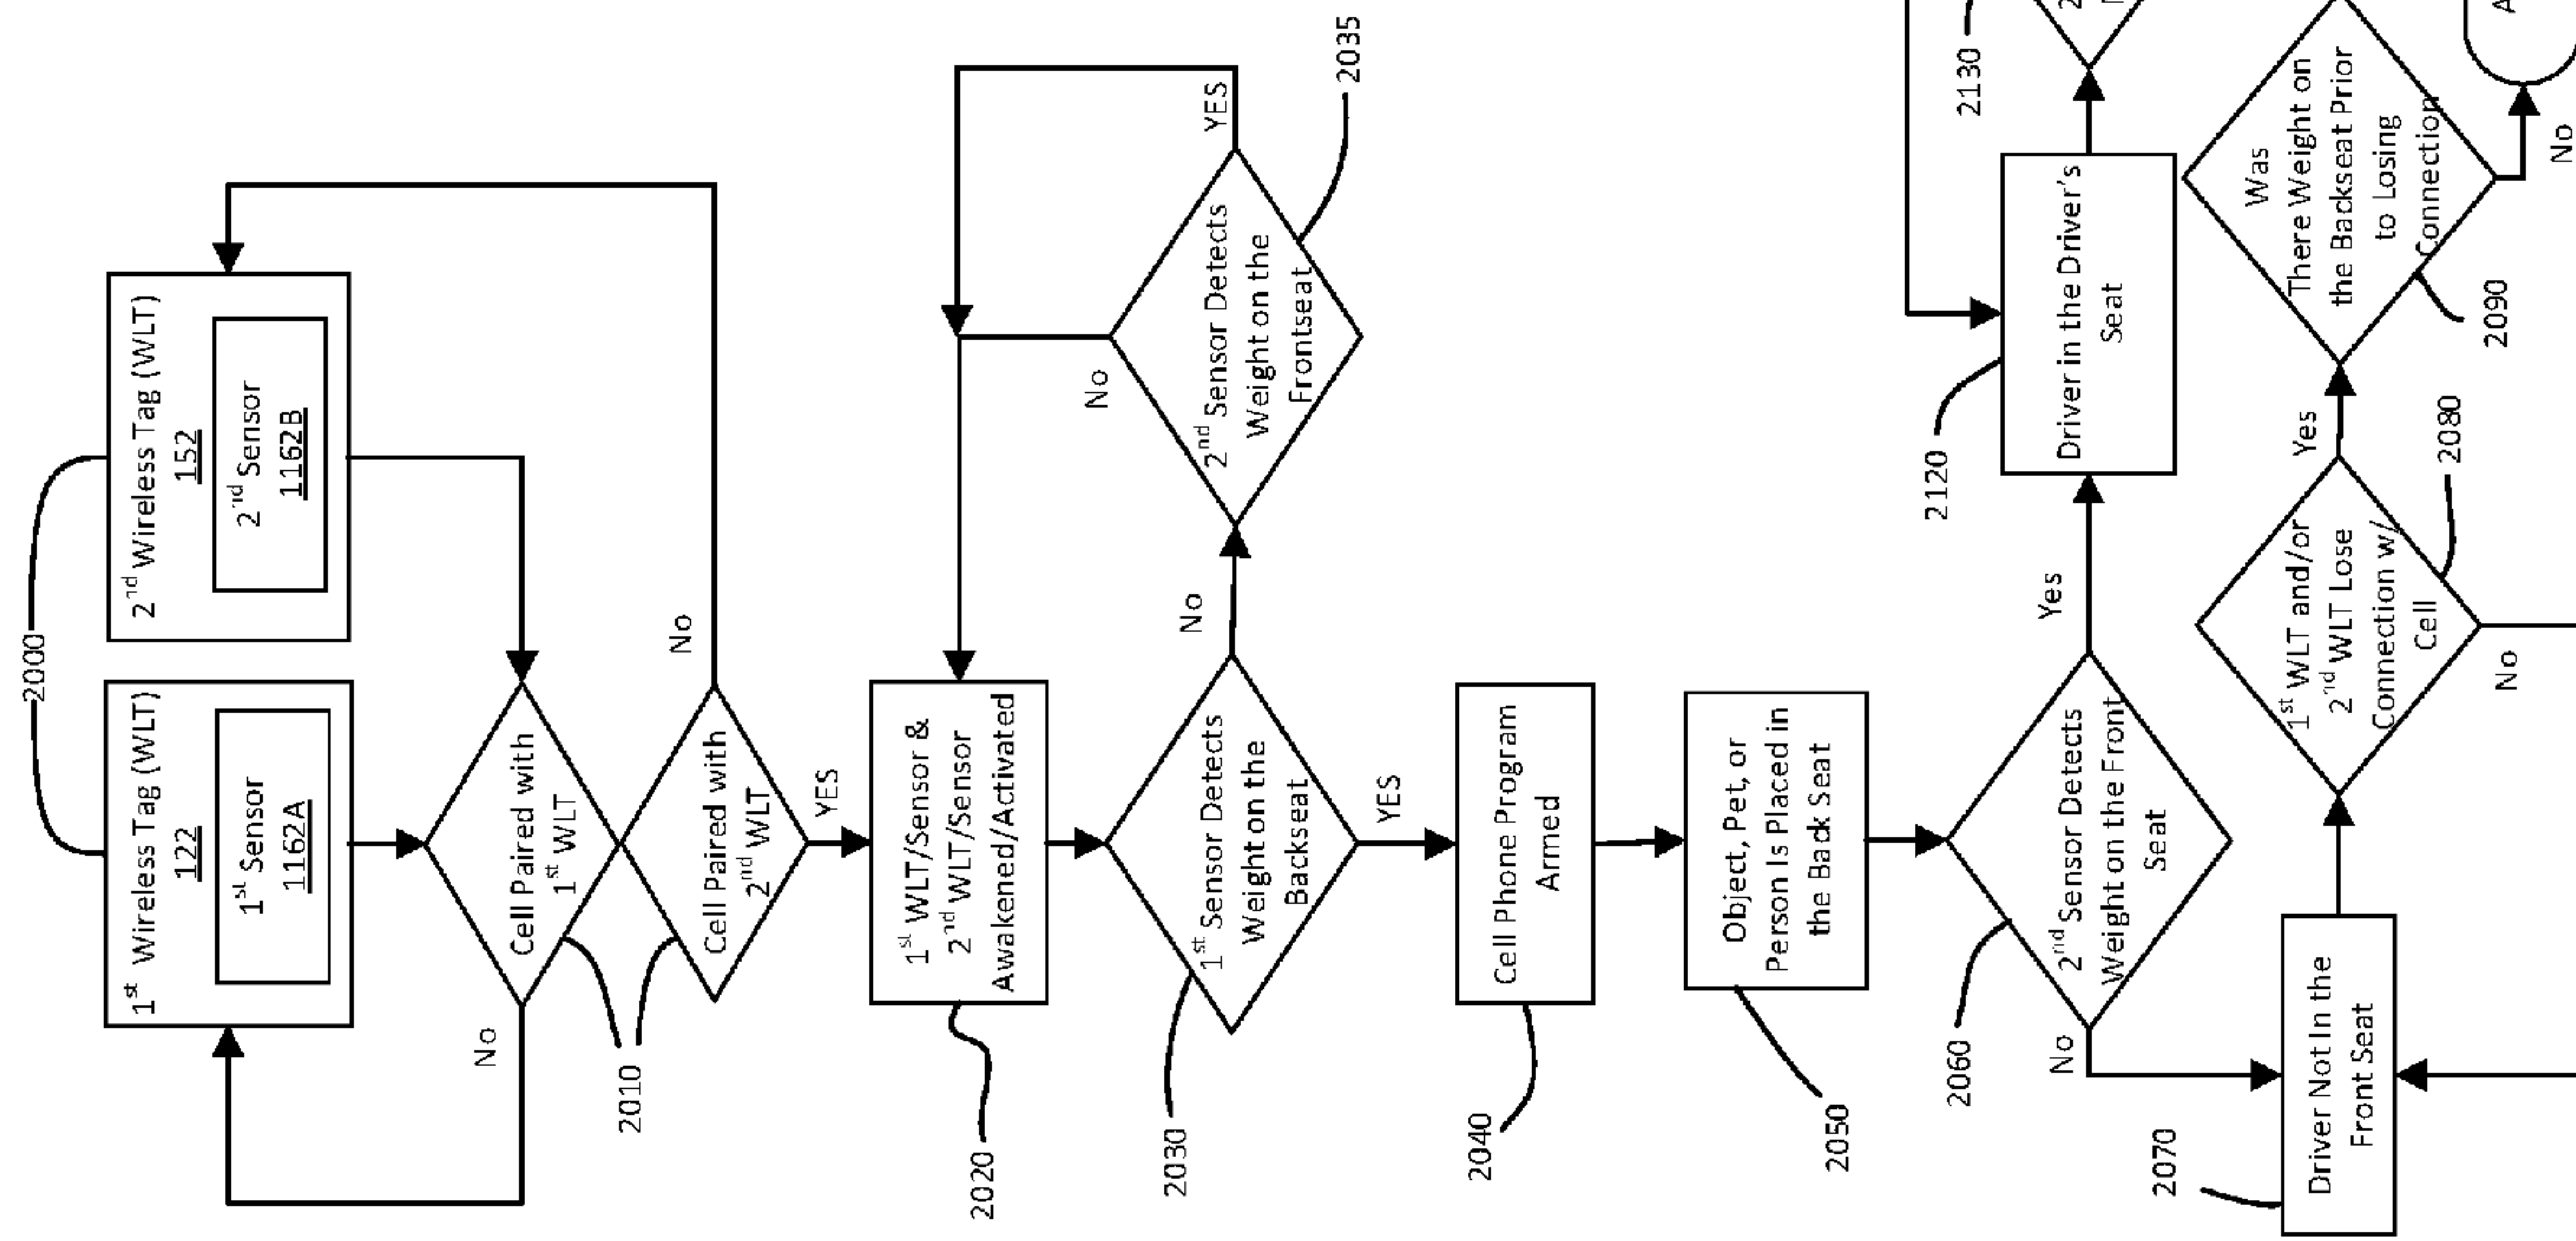 2000
1st Wireless Tag (WLT)
122
1st Sensor
1162A
2nd Wireless Tag (WLT)
152
2nd Sensor
1162B
No
Cell Paired with
1st WLT
2010
Cell Paired with
2nd WLT
No
YES
1st WLT/Sensor &
2nd WLT/Sensor
Awakened/Activated
2020
1st Sensor Detects
Weight on the
Backseat
2030
No
YES
2nd Sensor Detects
Weight on the
Frontseat
2035
No
YES
Cell Phone Program
Armed
2040
Object, Pet, or
Person Is Placed in
the Back Seat
2050
2nd Sensor Detects
Weight on the Front
Seat
2060
No
Yes
Driver in the Driver's
Seat
2120
2130
2
Driver Not In the
Front Seat
2070
1st WLT and/or
2nd WLT Lose
Connection w/
Cell
2080
No
Yes
Was
There Weight on
the Backseat Prior
to Losing
Connection
2090
No
A